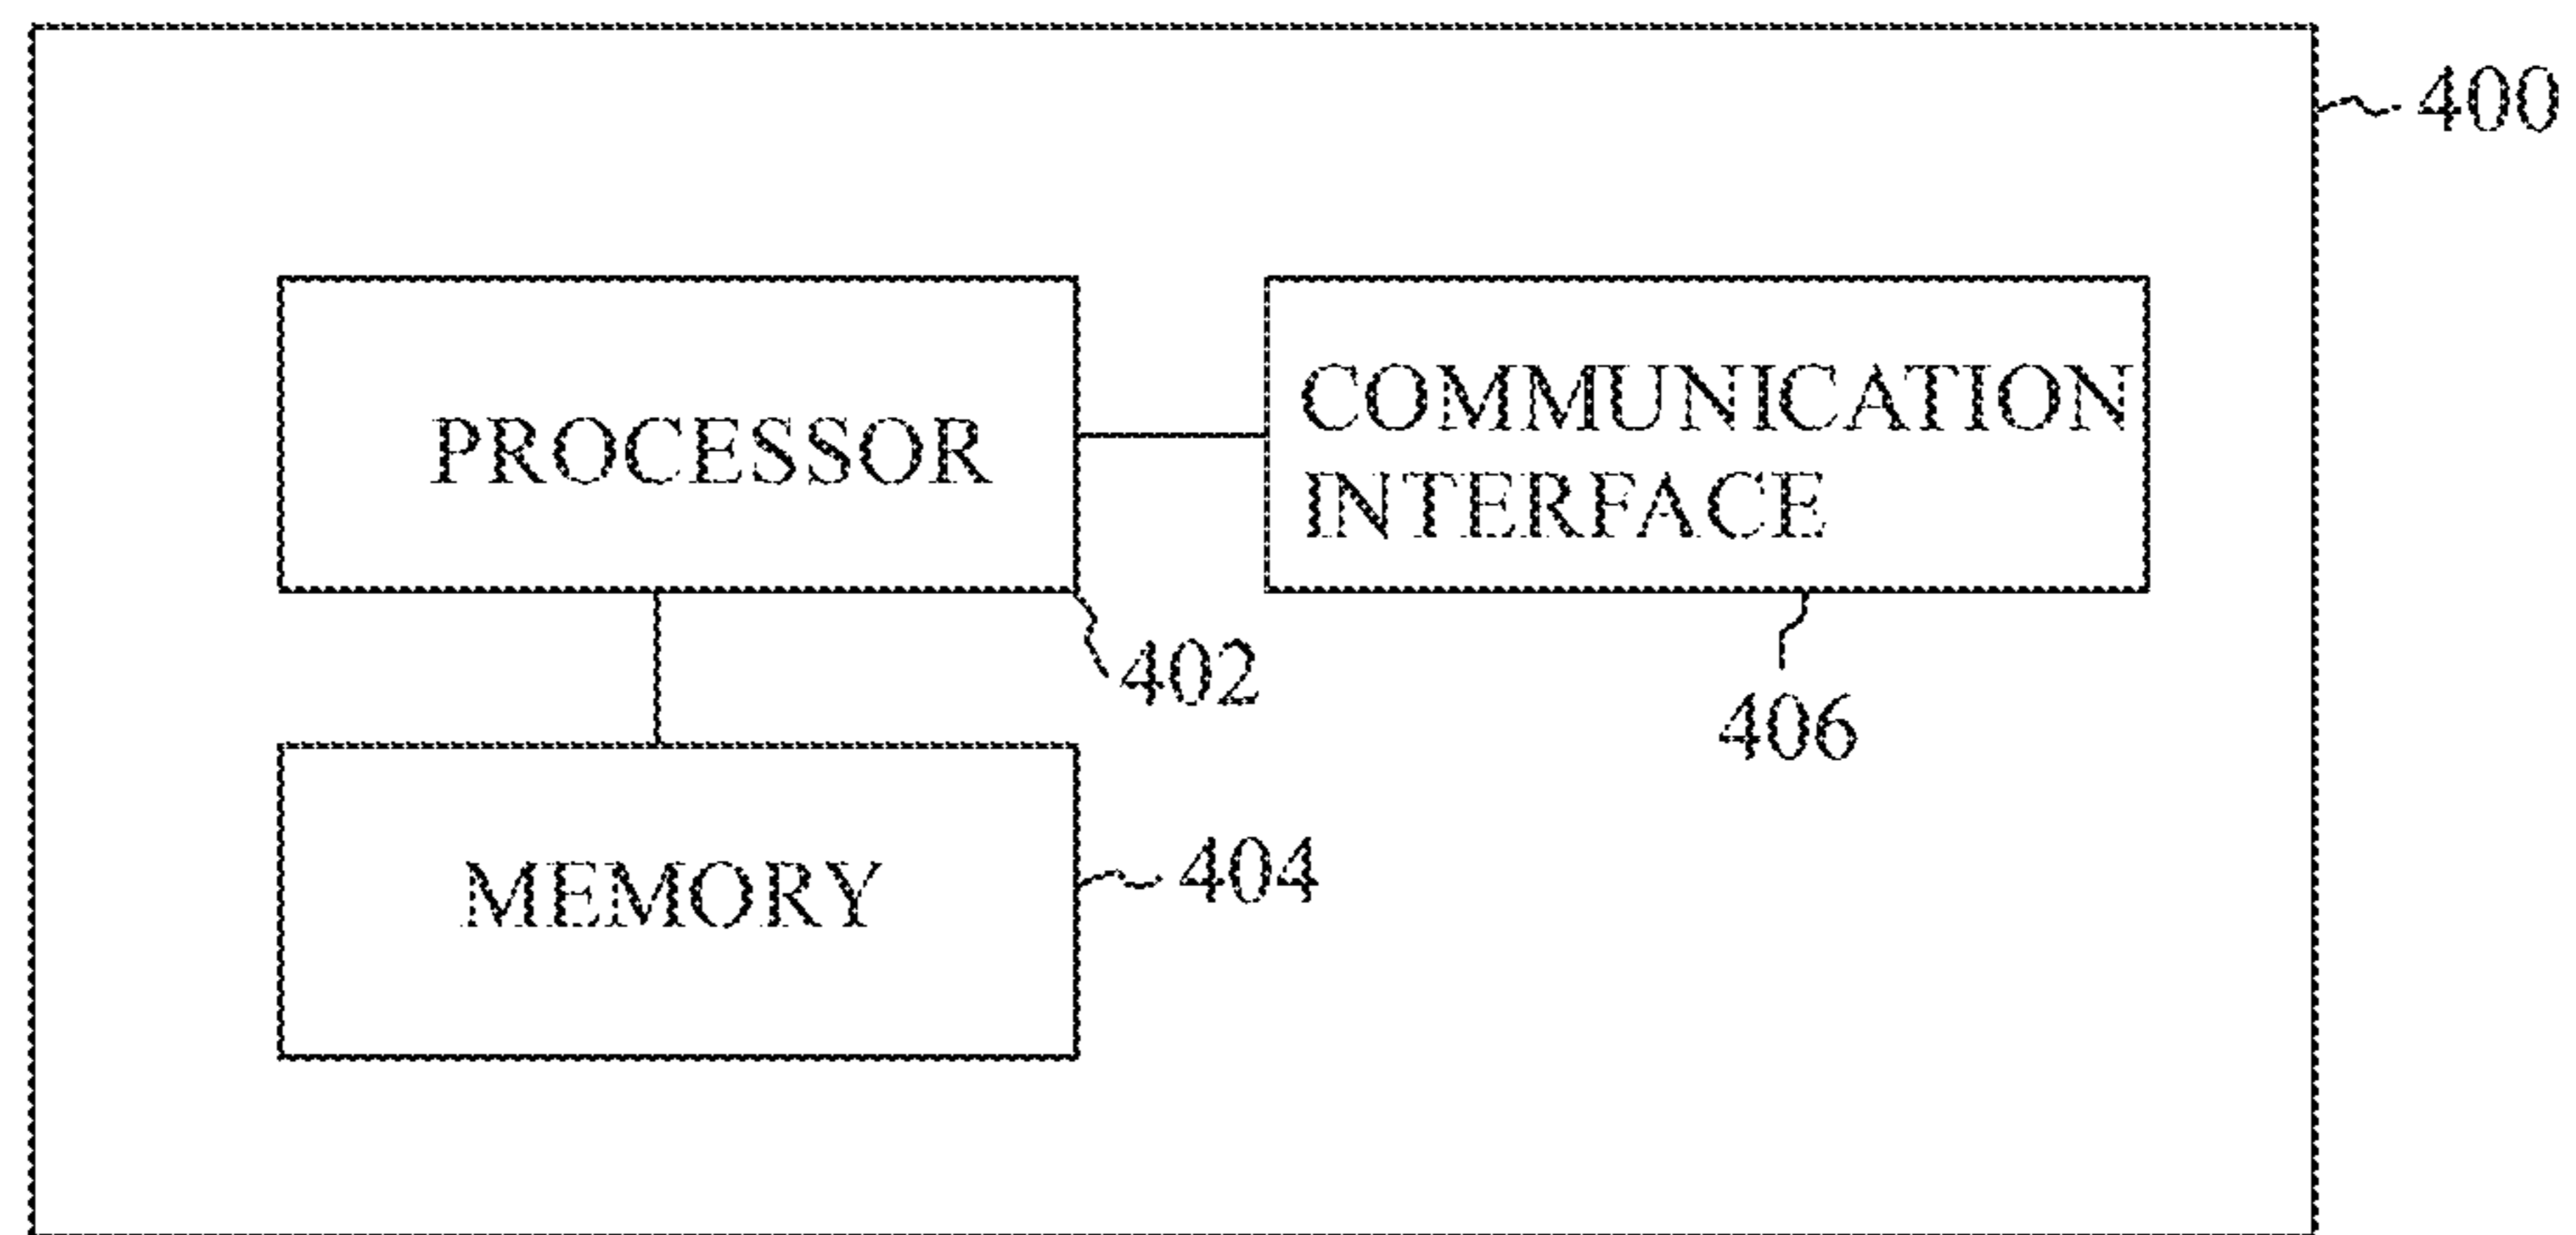 400
PROCESSOR
COMMUNICATION
INTERFACE
402
406
MEMORY
404